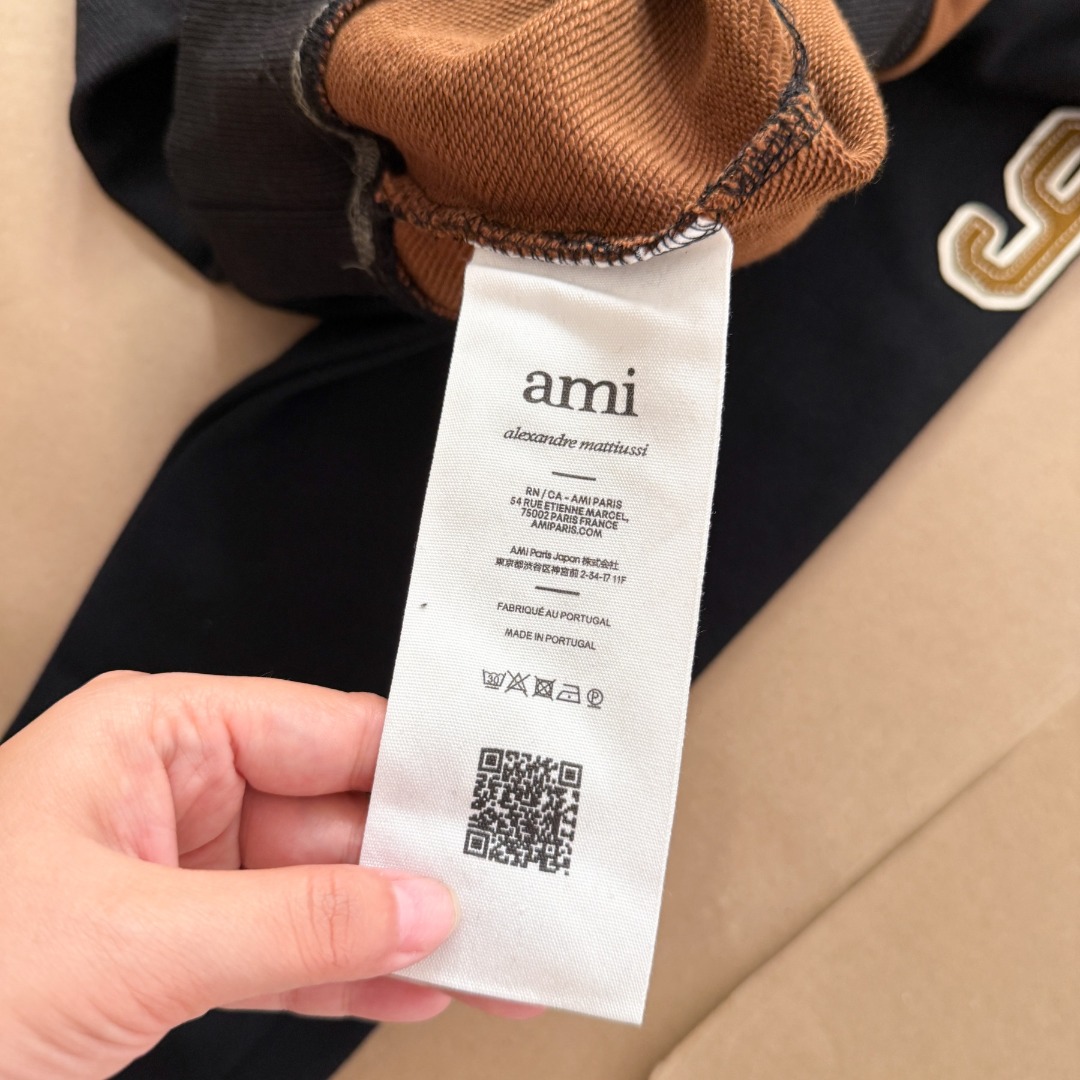 ami
alexandre mattiussi
RN / CA - AMI PARIS
54 RUE ETIENNE MARCEL,
75002 PARIS FRANCE
AMIPARIS.COM
AMI Paris Japan 株式会社
東京都渋谷区神宮前 2-34-17 11F
FABRIQUÉ AU PORTUGAL
MADE IN PORTUGAL
30
P
9